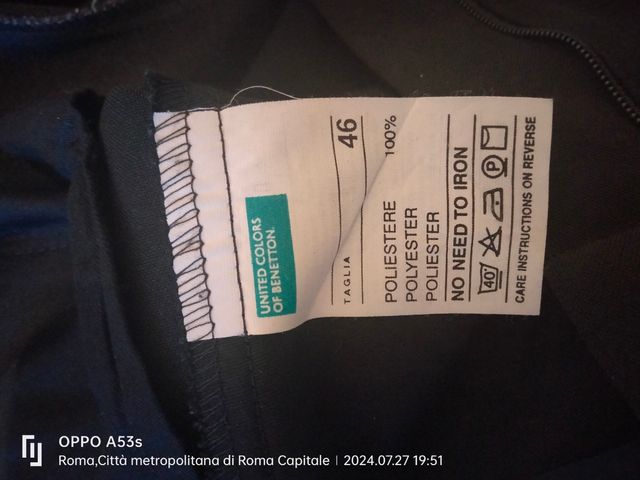 UNITED COLORS
OF BENETTON.
TAGLIA 46
POLIESTERE 100%
POLYESTER
POLIESTER
NO NEED TO IRON
40° P
CARE INSTRUCTIONS ON REVERSE
OPPO A53s
Roma,Città metropolitana di Roma Capitale | 2024.07.27 19:51